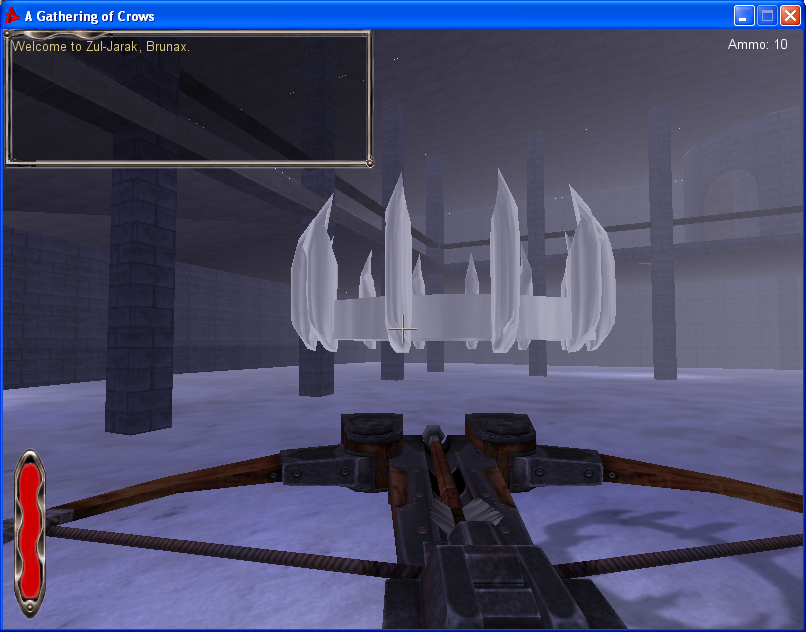 A Gathering of Crows
Welcome to Zul-Jarak, Brunax.
Ammo: 10